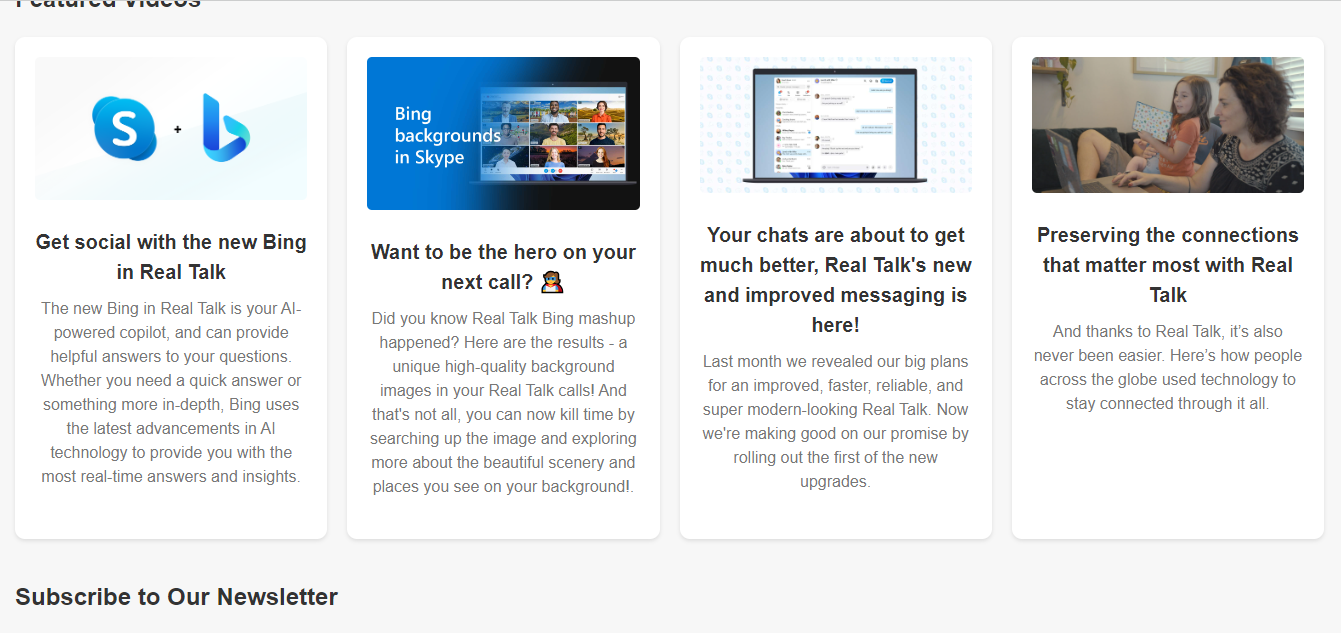 Featured Videos
S
+
Bing
backgrounds
in Skype
Get social with the new Bing
in Real Talk
The new Bing in Real Talk is your AI-
powered copilot, and can provide
helpful answers to your questions.
Whether you need a quick answer or
something more in-depth, Bing uses
the latest advancements in AI
technology to provide you with the
most real-time answers and insights.
Want to be the hero on your
next call?
Did you know Real Talk Bing mashup
happened? Here are the results - a
unique high-quality background
images in your Real Talk calls! And
that's not all, you can now kill time by
searching up the image and exploring
more about the beautiful scenery and
places you see on your background!.
Your chats are about to get
much better, Real Talk's new
and improved messaging is
here!
Last month we revealed our big plans
for an improved, faster, reliable, and
super modern-looking Real Talk. Now
we're making good on our promise by
rolling out the first of the new
upgrades.
Preserving the connections
that matter most with Real
Talk
And thanks to Real Talk, it’s also
never been easier. Here’s how people
across the globe used technology to
stay connected through it all.
Subscribe to Our Newsletter